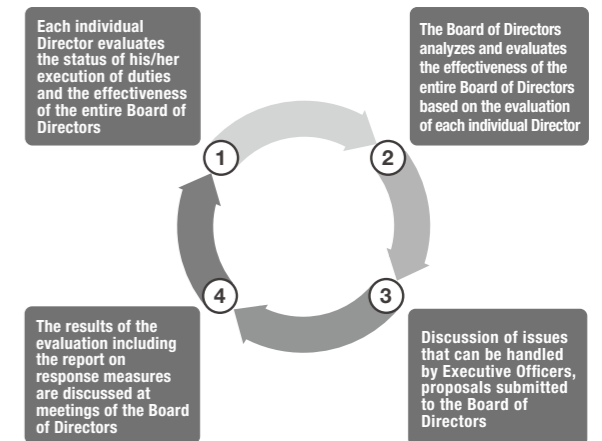 Each individual
Director evaluates
the status of his/her
execution of duties
and the effectiveness
of the entire Board of
Directors
1
The Board of Directors
analyzes and evaluates
the effectiveness of the
entire Board of Directors
based on the evaluation
of each individual Director
2
3
Discussion of issues
that can be handled
by Executive Officers,
proposals submitted
to the Board of
Directors
4
The results of the
evaluation including
the report on
response measures
are discussed at
meetings of the Board
of Directors